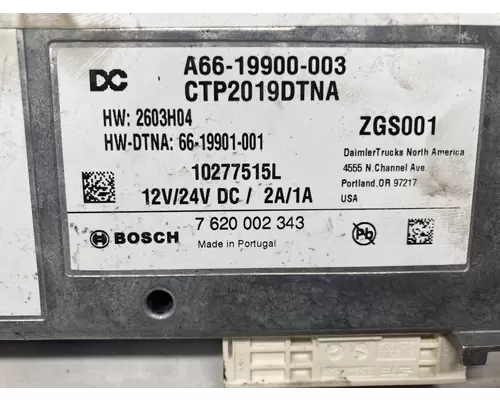 DC
A66-19900-003
CTP2019DTNA
HW: 2603H04
HW-DTNA: 66-19901-001
10277515L
12V/24V DC / 2A/1A
ZGS001
DaimlerTrucks North America
4555 N.Channel Ave
Portland,OR 97217
USA
BOSCH
7 620 002 343
Made in Portugal
Pb